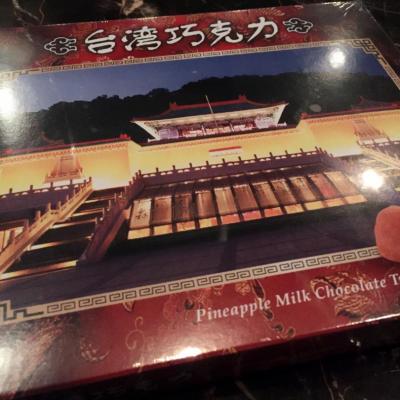 台湾巧克力
Pineapple Milk Chocolate